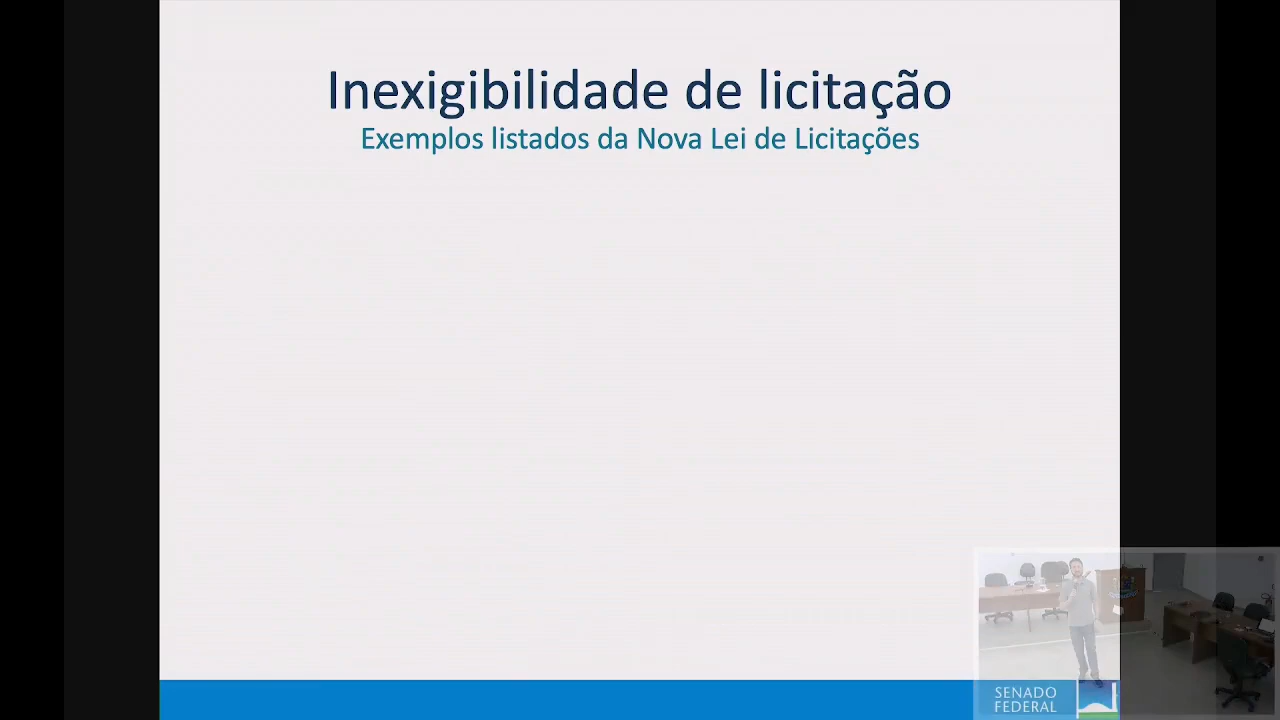 Inexigibilidade de licitação
Exemplos listados da Nova Lei de Licitações
SENADO
FEDERAL